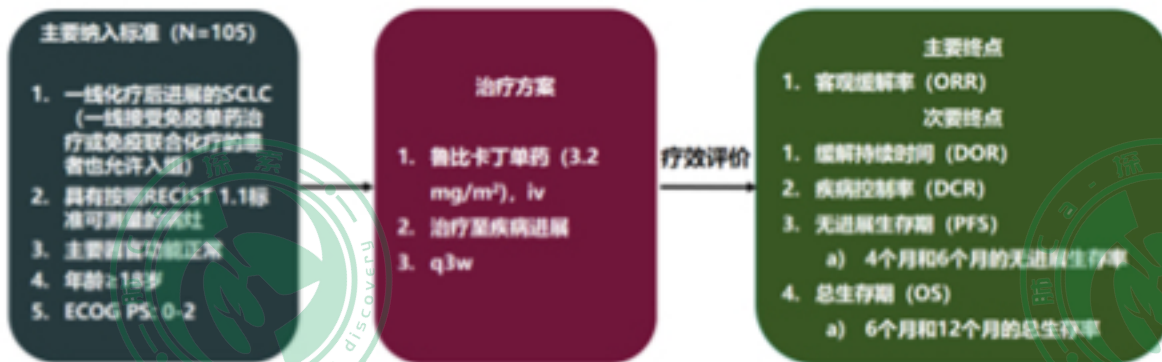 主要纳入标准（N=105）
1. 一线化疗后进展的SCLC
（一线接受免疫单药治
疗或免疫联合化疗的患
者也允许入组）
2. 具有按照RECIST 1.1标
准可测量的病灶
3. 主要器官功能正常
4. 年龄≥18岁
5. ECOG PS: 0-2
治疗方案
1. 鲁比卡丁单药（3.2
mg/m²），iv
2. 治疗至疾病进展
3. q3w
疗效评价
主要终点
1. 客观缓解率（ORR）
次要终点
1. 缓解持续时间（DOR）
2. 疾病控制率（DCR）
3. 无进展生存期（PFS）
a) 4个月和6个月的无进展生存率
4. 总生存期（OS）
a) 6个月和12个月的总生存率
探索
discovery